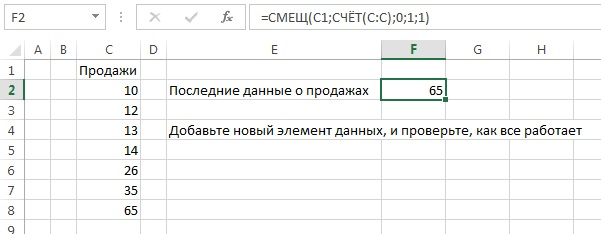 F2 fx =СМЕЩ(C1;СЧЁТ(C:C);0;1;1)
A B C D E F G H
1 Продажи
2 10 Последние данные о продажах 65
3 12
4 13 Добавьте новый элемент данных, и проверьте, как все работает
5 14
6 26
7 35
8 65
9